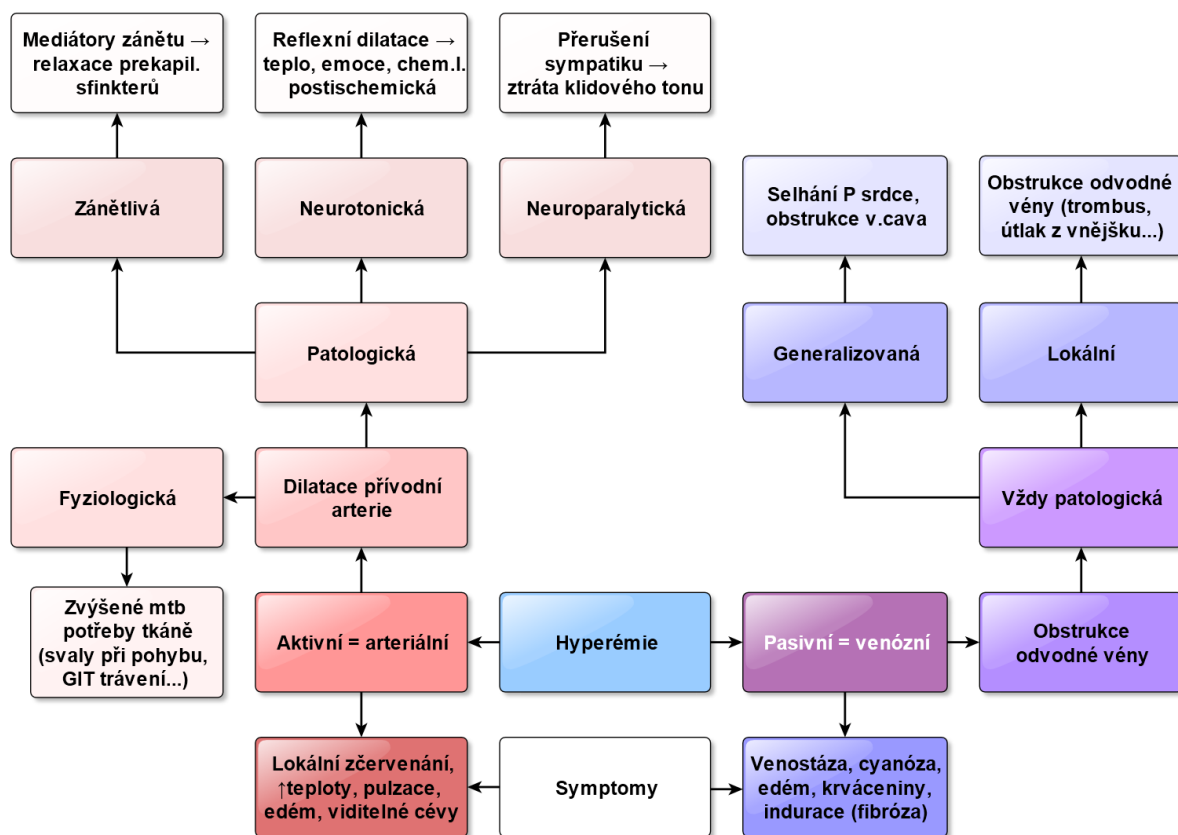 Mediátory zánětu →
relaxace prekapil.
sfinkterů
Reflexní dilatace →
teplo, emoce, chem.l.
postischemická
Přerušení
sympatiku →
ztráta klidového tonu
Zánětlivá
Neurotonická
Neuroparalytická
Selhání P srdce,
obstrukce v.cava
Obstrukce odvodné
vény (trombus,
útlak z vnějšku...)
Patologická
Generalizovaná
Lokální
Fyziologická
Dilatace přívodní
arterie
Vždy patologická
Zvýšené mtb
potřeby tkáně
(svaly při pohybu,
GIT trávení...)
Aktivní = arteriální
Hyperémie
Pasivní = venózní
Obstrukce
odvodné vény
Lokální zčervenání,
↑teploty, pulzace,
edém, viditelné cévy
Symptomy
Venostáza, cyanóza,
edém, krváceniny,
indurace (fibróza)